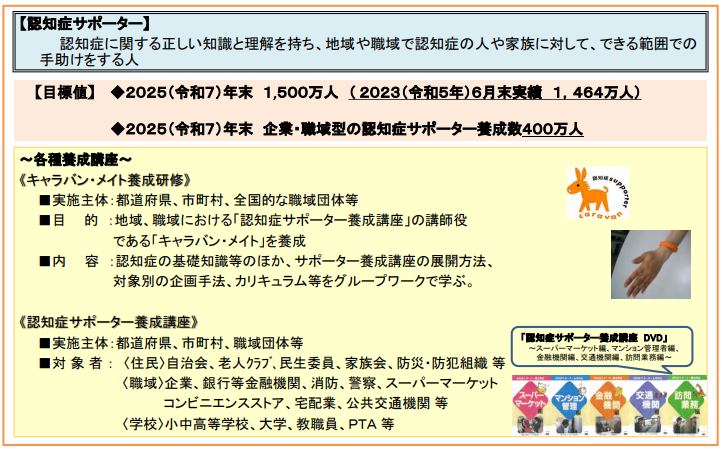 【認知症サポーター】
認知症に関する正しい知識と理解を持ち、地域や職域で認知症の人や家族に対して、できる範囲での
手助けをする人
【目標値】 ◆2025(令和7)年末 1,500万人 (2023(令和5年)6月末実績 1,464万人)
◆2025(令和7)年末 企業・職域型の認知症サポーター養成数400万人
～各種養成講座～
《キャラバン・メイト養成研修》
■実施主体:都道府県、市町村、全国的な職域団体等
■目 的 :地域、職域における「認知症サポーター養成講座」の講師役
である「キャラバン・メイト」を養成
■内 容 :認知症の基礎知識等のほか、サポーター養成講座の展開方法、
対象別の企画手法、カリキュラム等をグループワークで学ぶ。
認知症supporter
caravan
《認知症サポーター養成講座》
■実施主体:都道府県、市町村、職域団体等
■対象者: 〈住民〉自治会、老人クラブ、民生委員、家族会、防災・防犯組織 等
〈職域〉企業、銀行等金融機関、消防、警察、スーパーマーケット
コンビニエンスストア、宅配業、公共交通機関 等
〈学校〉小中高等学校、大学、教職員、PTA 等
「認知症サポーター養成講座 DVD」
～スーパーマーケット編、マンション管理者編、
金融機関編、交通機関編、訪問業務編～
スーパー
マーケット
マンション
管理
金融
機関
交通
機関
訪問
業務